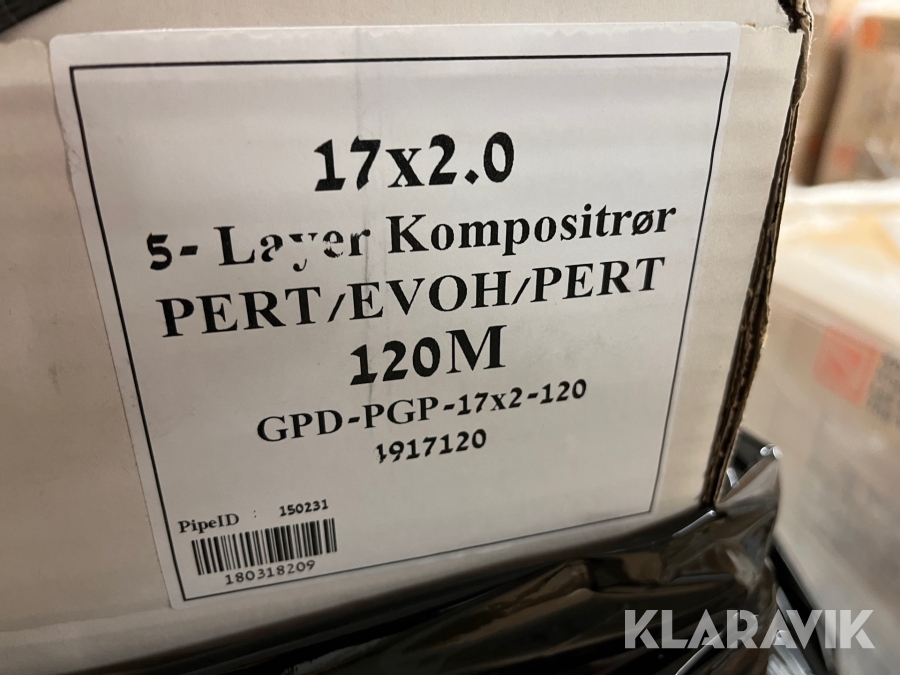 17x2.0
5- Layer Kompositrør
PERT/EVOH/PERT
120M
GPD-PGP-17x2-120
1917120
PipeID : 150231
180318209
KLARAVIK